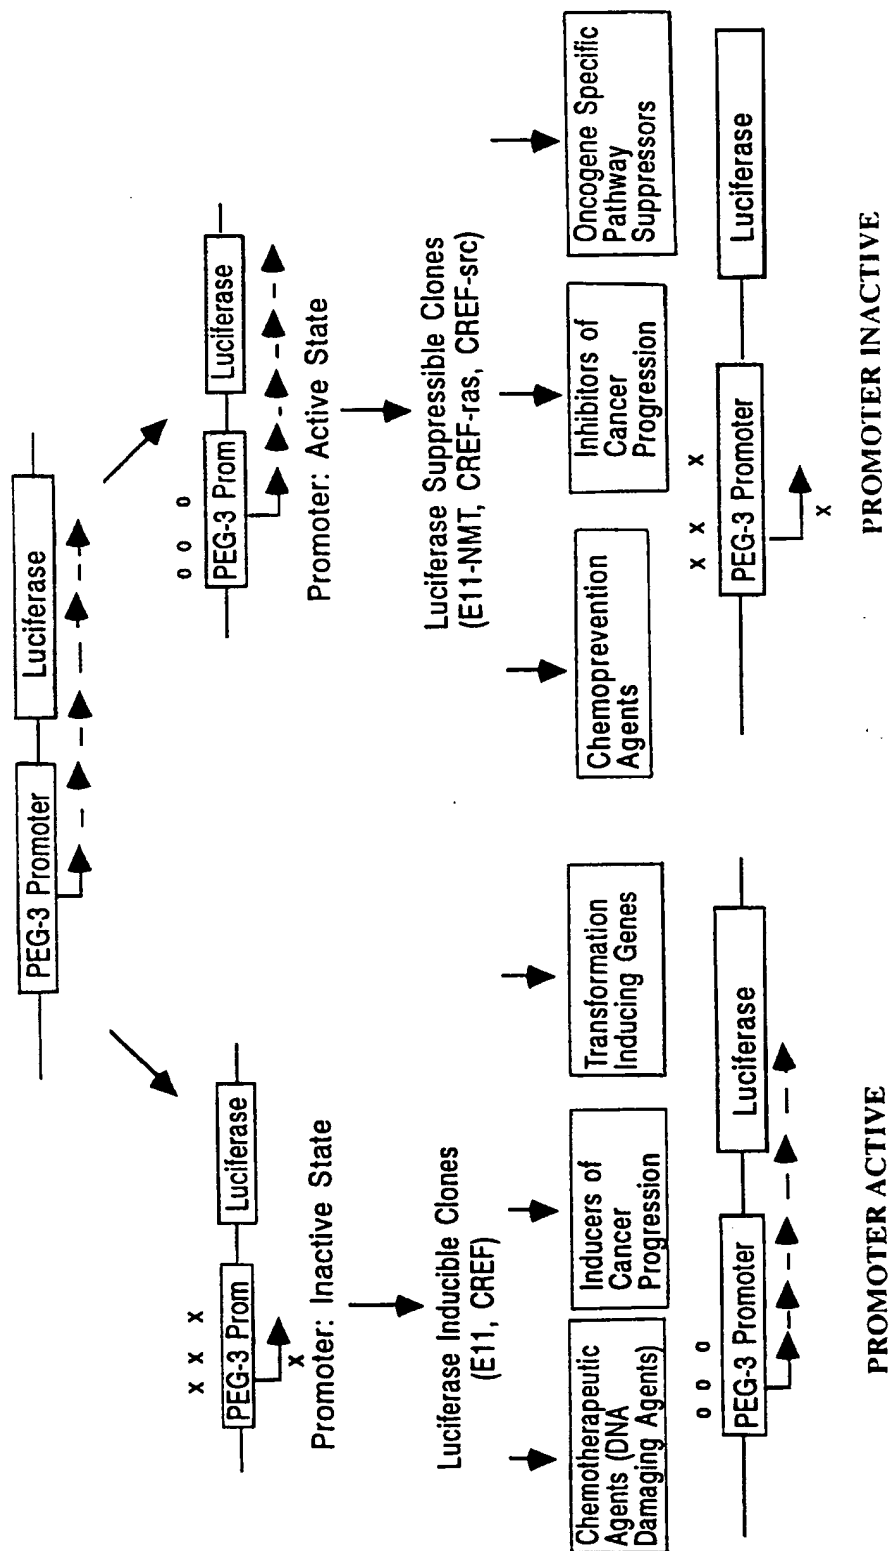 PEG-3 Promoter
Luciferase
X X X
PEG-3 Prom
Luciferase
X
Promoter: Inactive State
Luciferase Inducible Clones
(E11, CREF)
Chemotherapeutic
Agents (DNA
Damaging Agents)
Inducers of
Cancer
Progression
Transformation
Inducing Genes
o o o
PEG-3 Promoter
Luciferase
PROMOTER ACTIVE
o o o
PEG-3 Prom
Luciferase
Promoter: Active State
Luciferase Suppressible Clones
(E11-NMT, CREF-ras, CREF-src)
Chemoprevention
Agents
Inhibitors of
Cancer
Progression
Oncogene Specific
Pathway
Suppressors
X X X X
PEG-3 Promoter
Luciferase
X
PROMOTER INACTIVE